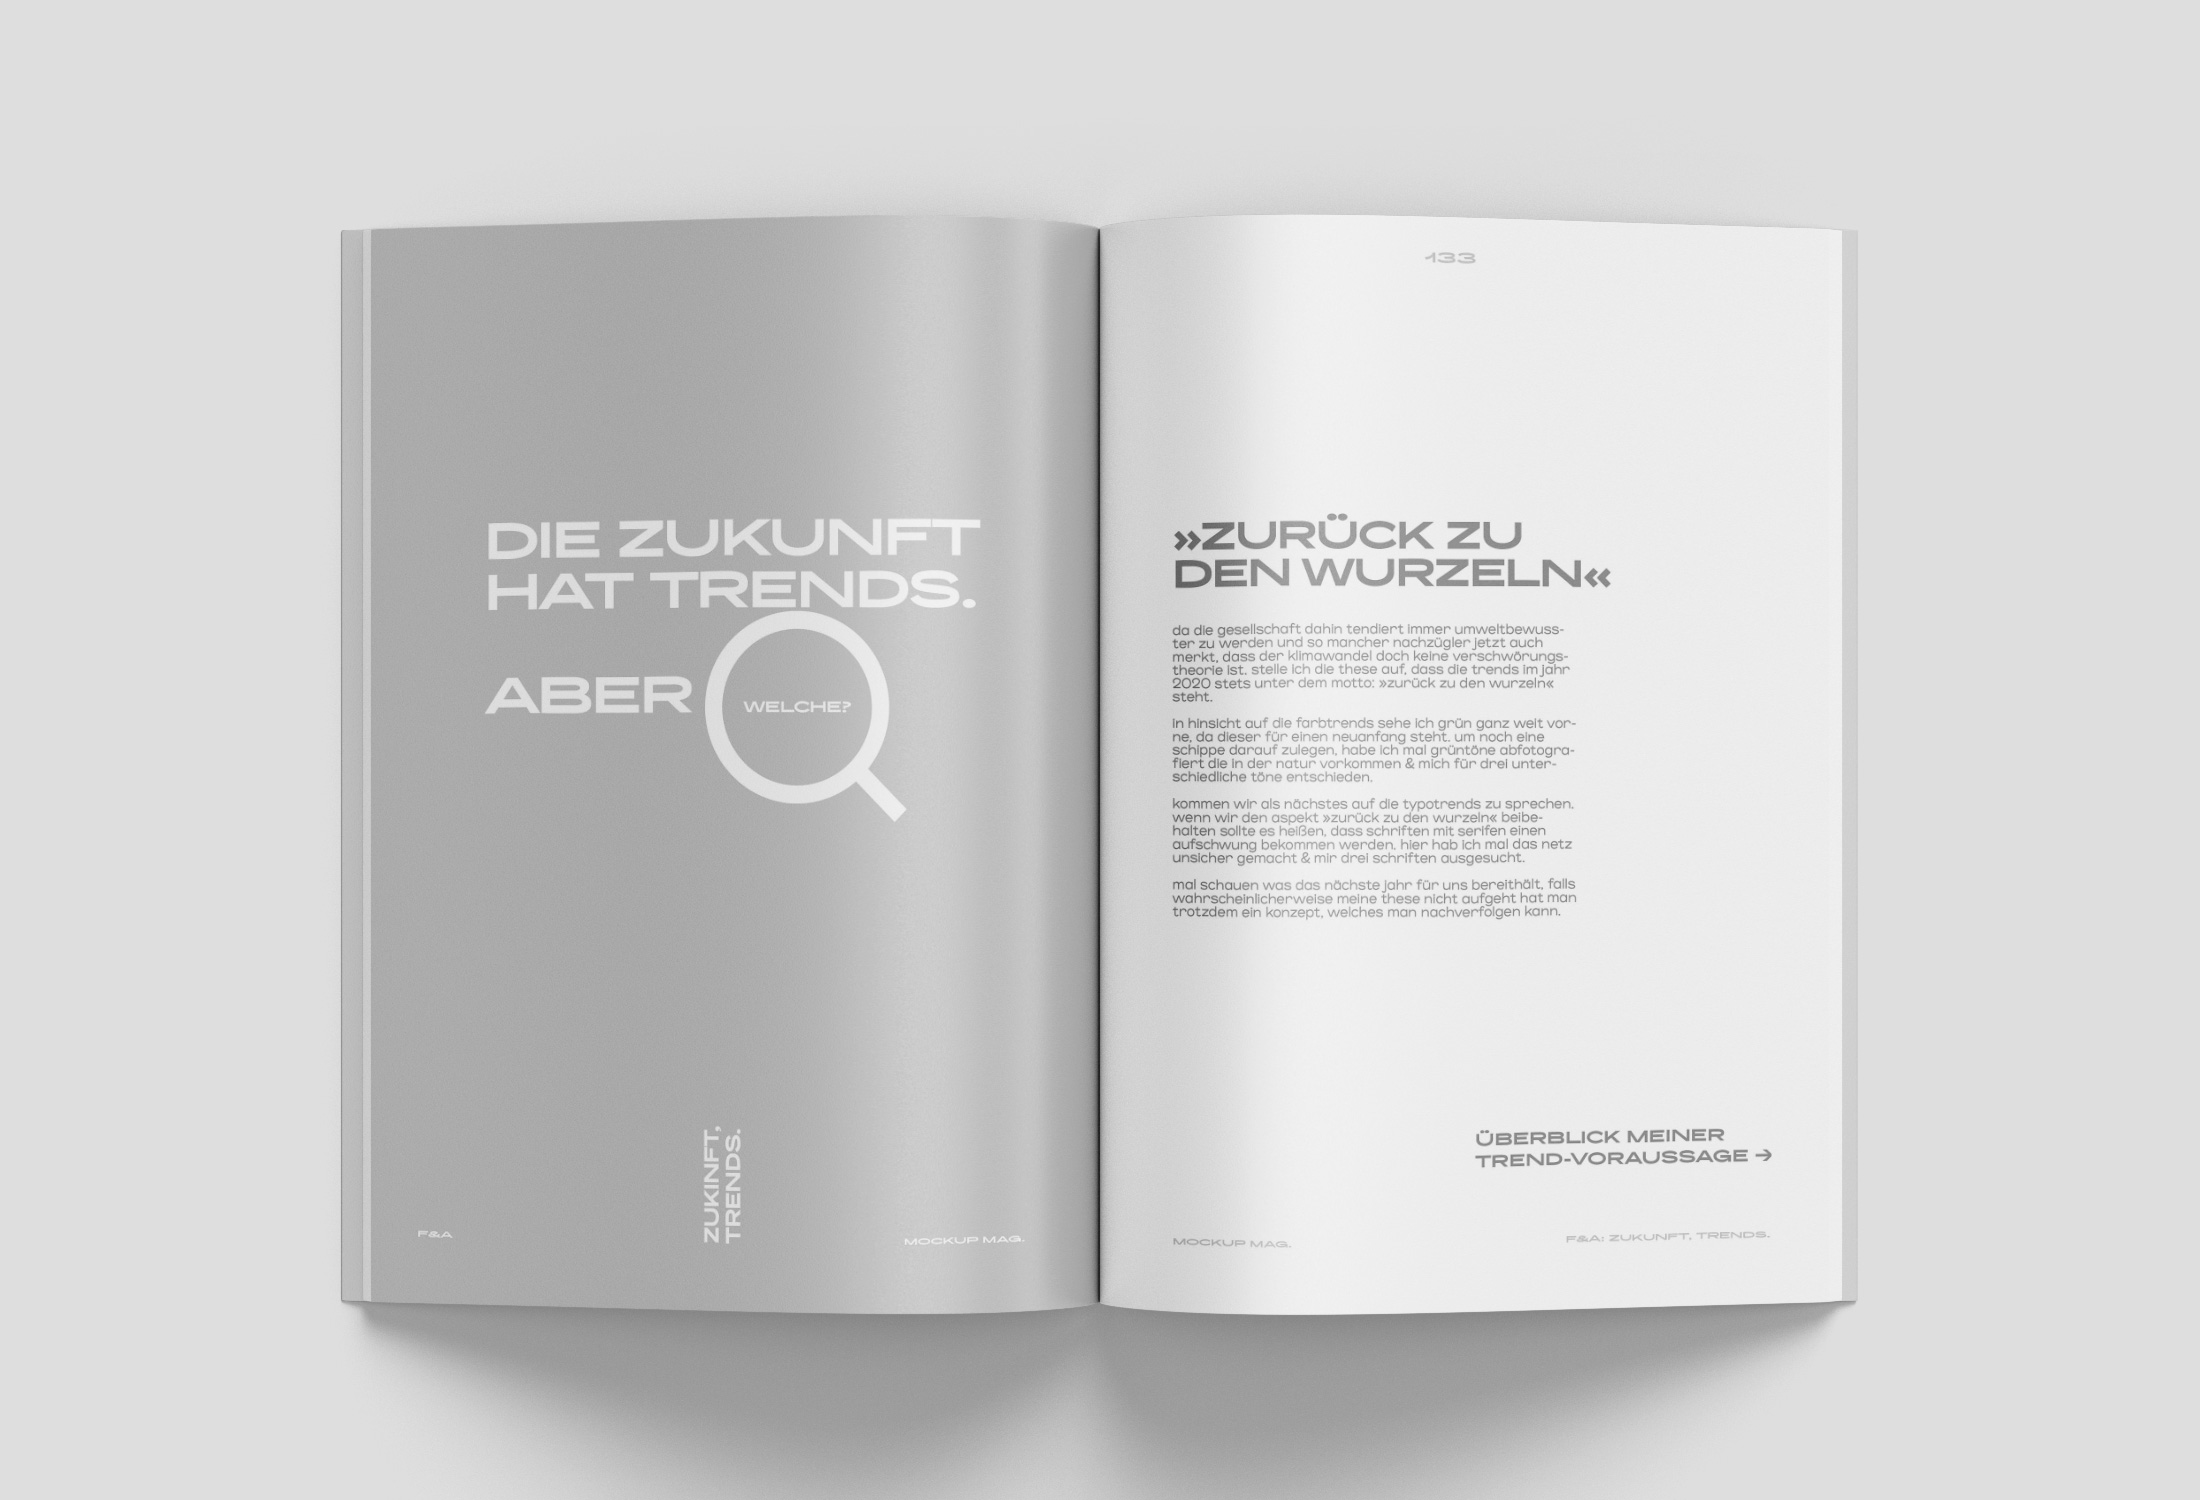 DIE ZUKUNFT
HAT TRENDS.
ABER WELCHE?
ZUKINFT,
TRENDS.
F&A
MOCKUP MAG.
133
»ZURÜCK ZU
DEN WURZELN«
da die gesellschaft dahin tendiert immer umweltbewuss-
ter zu werden und so mancher nachzügler jetzt auch
merkt, dass der klimawandel doch keine verschwörungs-
theorie ist. stelle ich die these auf, dass die trends im jahr
2020 stets unter dem motto: »zurück zu den wurzeln«
steht.
in hinsicht auf die farbtrends sehe ich grün ganz weit vor-
ne, da dieser für einen neuanfang steht. um noch eine
schippe darauf zulegen, habe ich mal grüntöne abfotogra-
fiert die in der natur vorkommen & mich für drei unter-
schiedliche töne entschieden.
kommen wir als nächstes auf die typotrends zu sprechen.
wenn wir den aspekt »zurück zu den wurzeln« beibe-
halten sollte es heißen, dass schriften mit serifen einen
aufschwung bekommen werden. hier hab ich mal das netz
unsicher gemacht & mir drei schriften ausgesucht.
mal schauen was das nächste jahr für uns bereithält, falls
wahrscheinlicherweise meine these nicht aufgeht hat man
trotzdem ein konzept, welches man nachverfolgen kann.
ÜBERBLICK MEINER
TREND-VORAUSSAGE →
MOCKUP MAG.
F&A: ZUKUNFT, TRENDS.